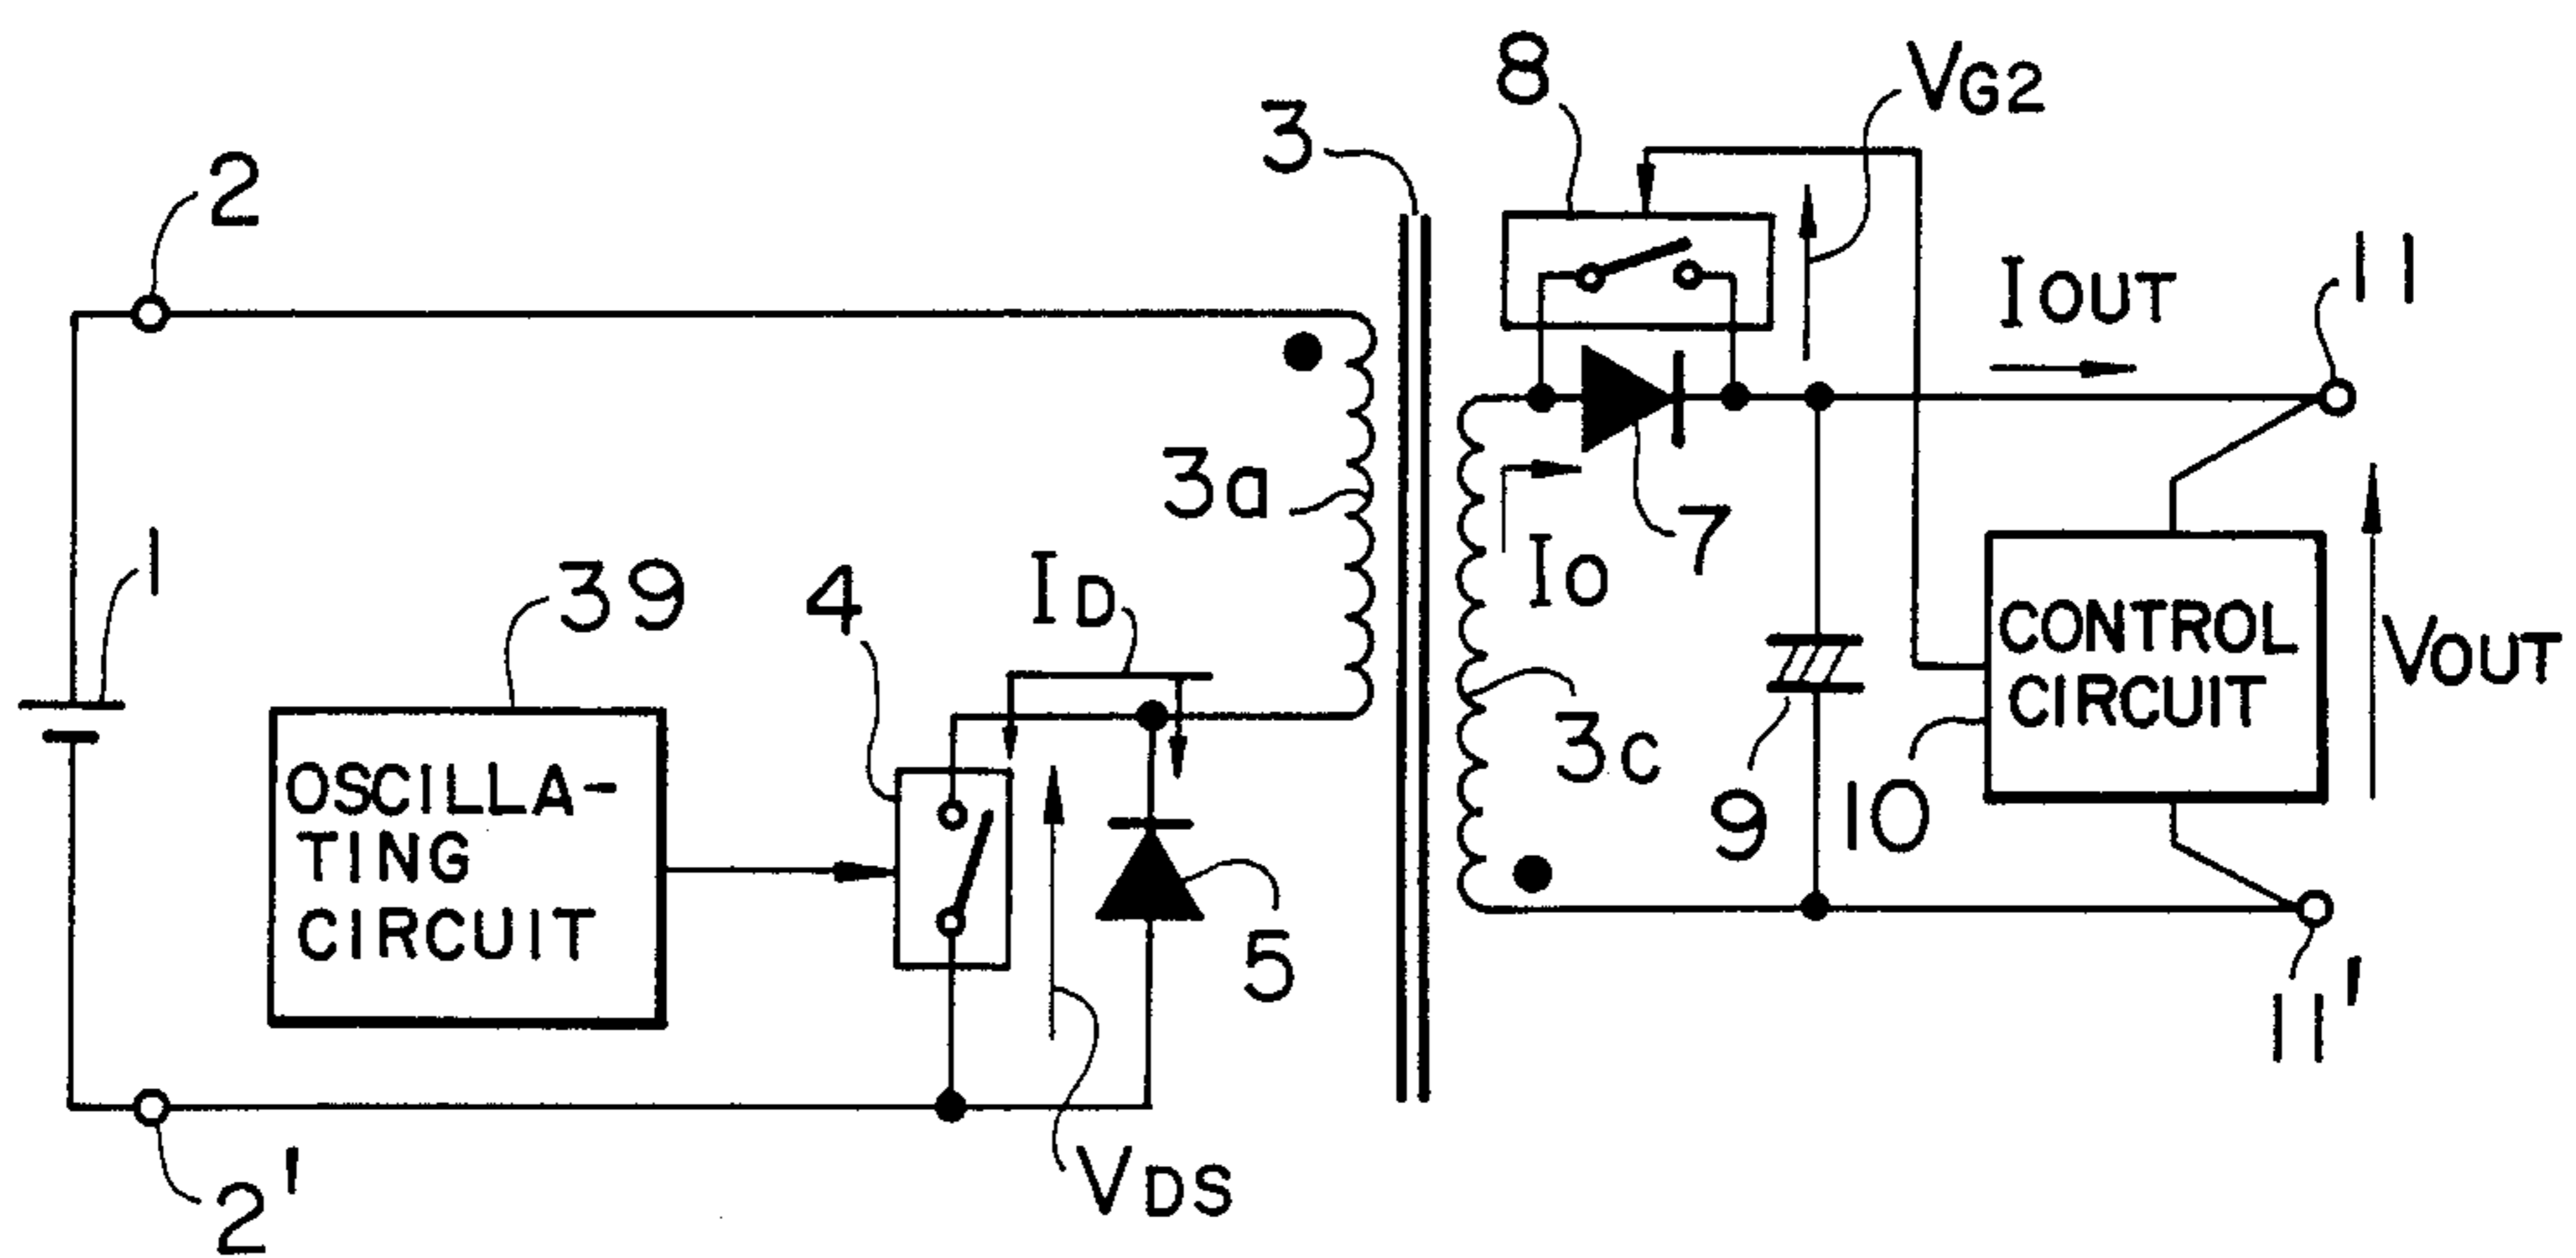 8
VG2
3
2
11
IOUT
3a
1
39
4
ID
IO
7
CONTROL
CIRCUIT
VOUT
3c
OSCILLA-
TING
CIRCUIT
9
10
5
11'
VDS
2'